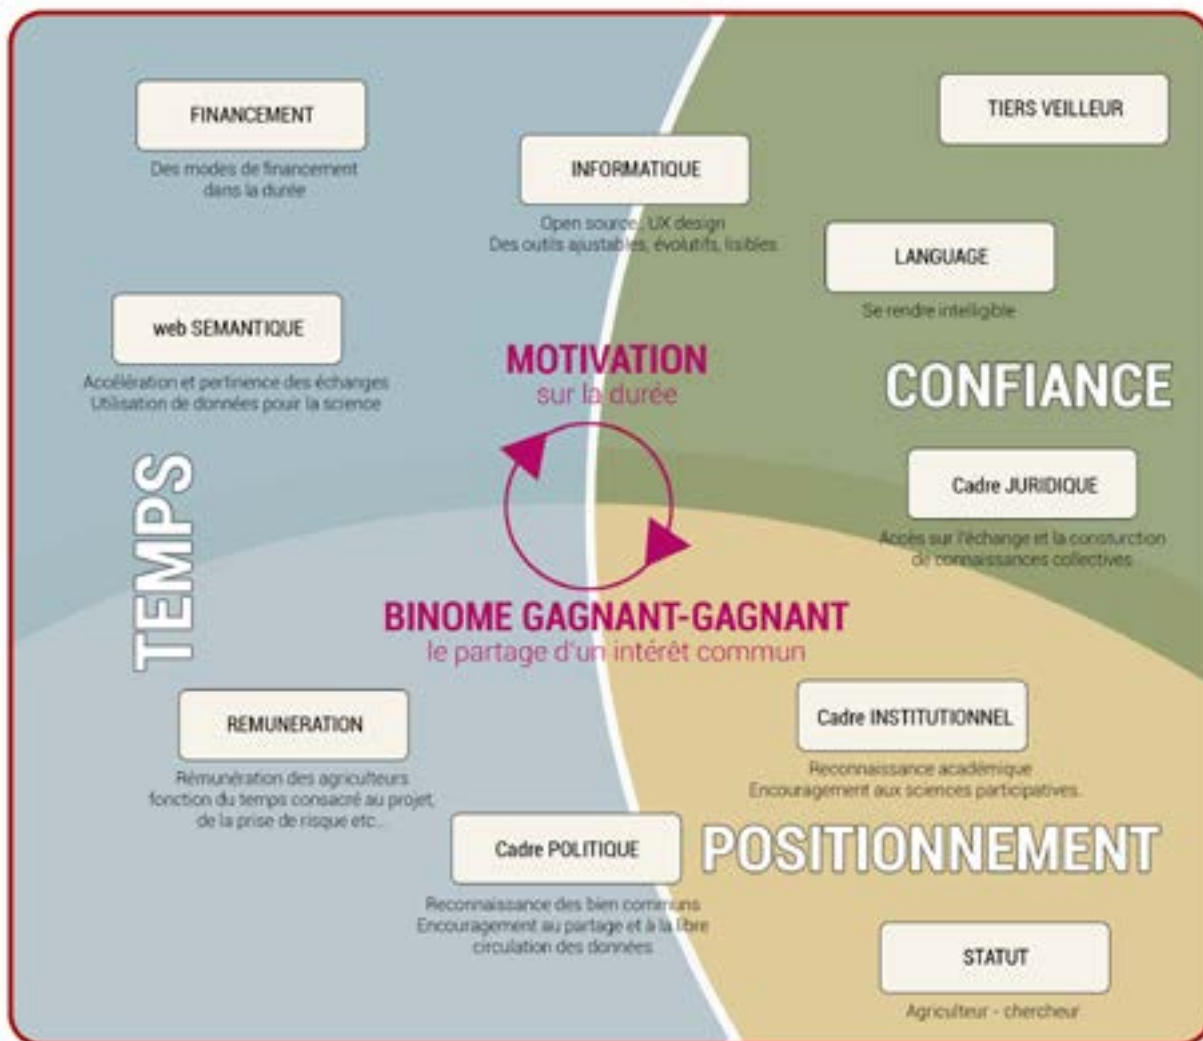 FINANCEMENT
Des modes de financement
dans la durée
INFORMATIQUE
Open source, UX design
Des outils ajustables, évolutifs, lisibles
TIERS VEILLEUR
LANGUAGE
Se rendre intelligible
web SEMANTIQUE
Accélération et pertinence des échanges
Utilisation de données pouir la science
MOTIVATION
sur la durée
CONFIANCE
TEMPS
Cadre JURIDIQUE
Accès sur l'échange et la consturction
de connaissances collectives
BINOME GAGNANT-GAGNANT
le partage d'un intérêt commun
REMUNERATION
Rémunération des agriculteurs
fonction du temps consacré au projet,
de la prise de risque etc...
Cadre INSTITUTIONNEL
Reconnaissance académique
Encouragement aux sciences participatives.
Cadre POLITIQUE
Reconnaissance des bien communs
Encouragement au partage et à la libre
circulation des données
POSITIONNEMENT
STATUT
Agriculteur - chercheur